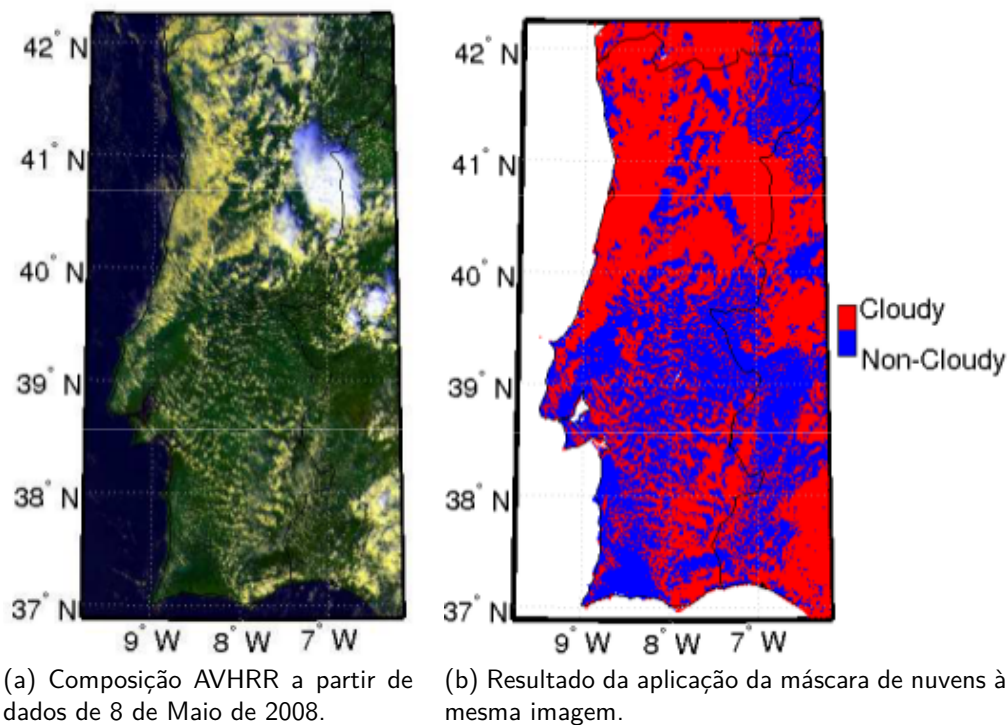 42° N
41° N
40° N
39° N
38° N
37° N
9° W 8° W 7° W
(a) Composição AVHRR a partir de
dados de 8 de Maio de 2008.
42° N
41° N
40° N
39° N
38° N
37° N
9° W 8° W 7° W
Cloudy
Non-Cloudy
(b) Resultado da aplicação da máscara de nuvens à
mesma imagem.